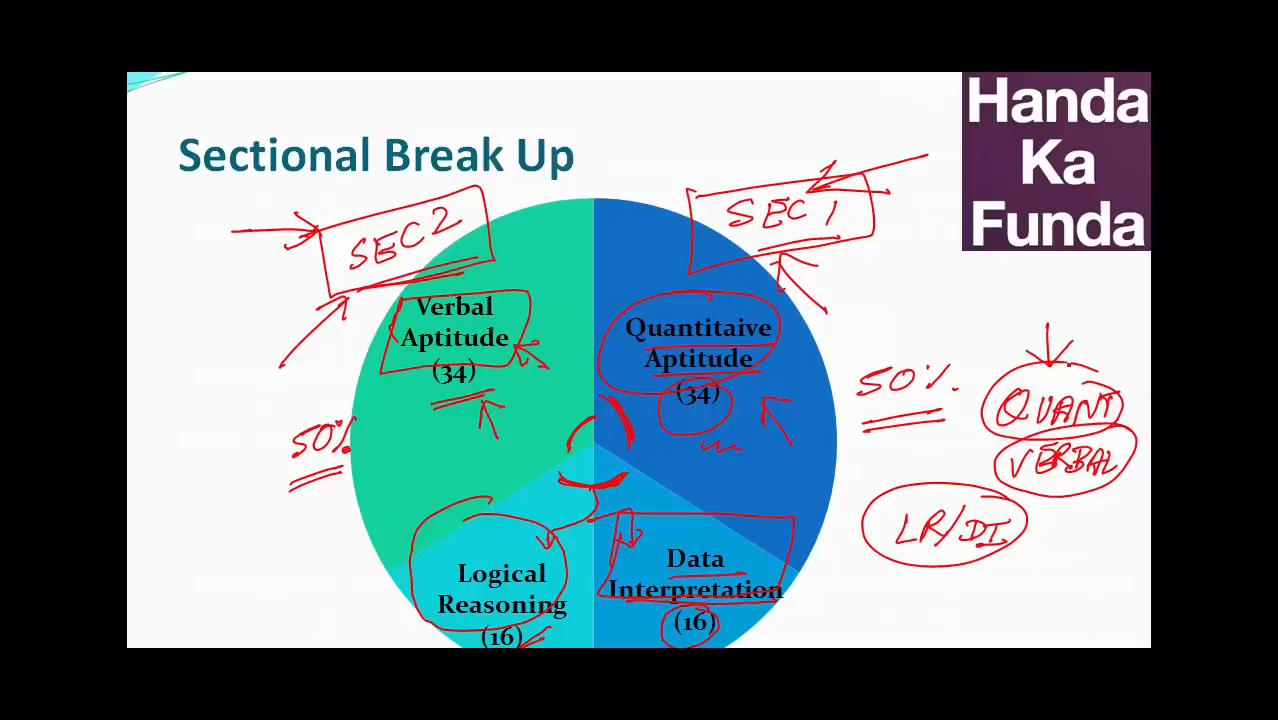 Handa
Ka
Funda
Sectional Break Up
SEC 2
SEC 1
Verbal
Aptitude
(34)
Quantitaive
Aptitude
(34)
50%
50%
QUANT
VERBAL
LR/DI
Logical
Reasoning
(16)
Data
Interpretation
(16)